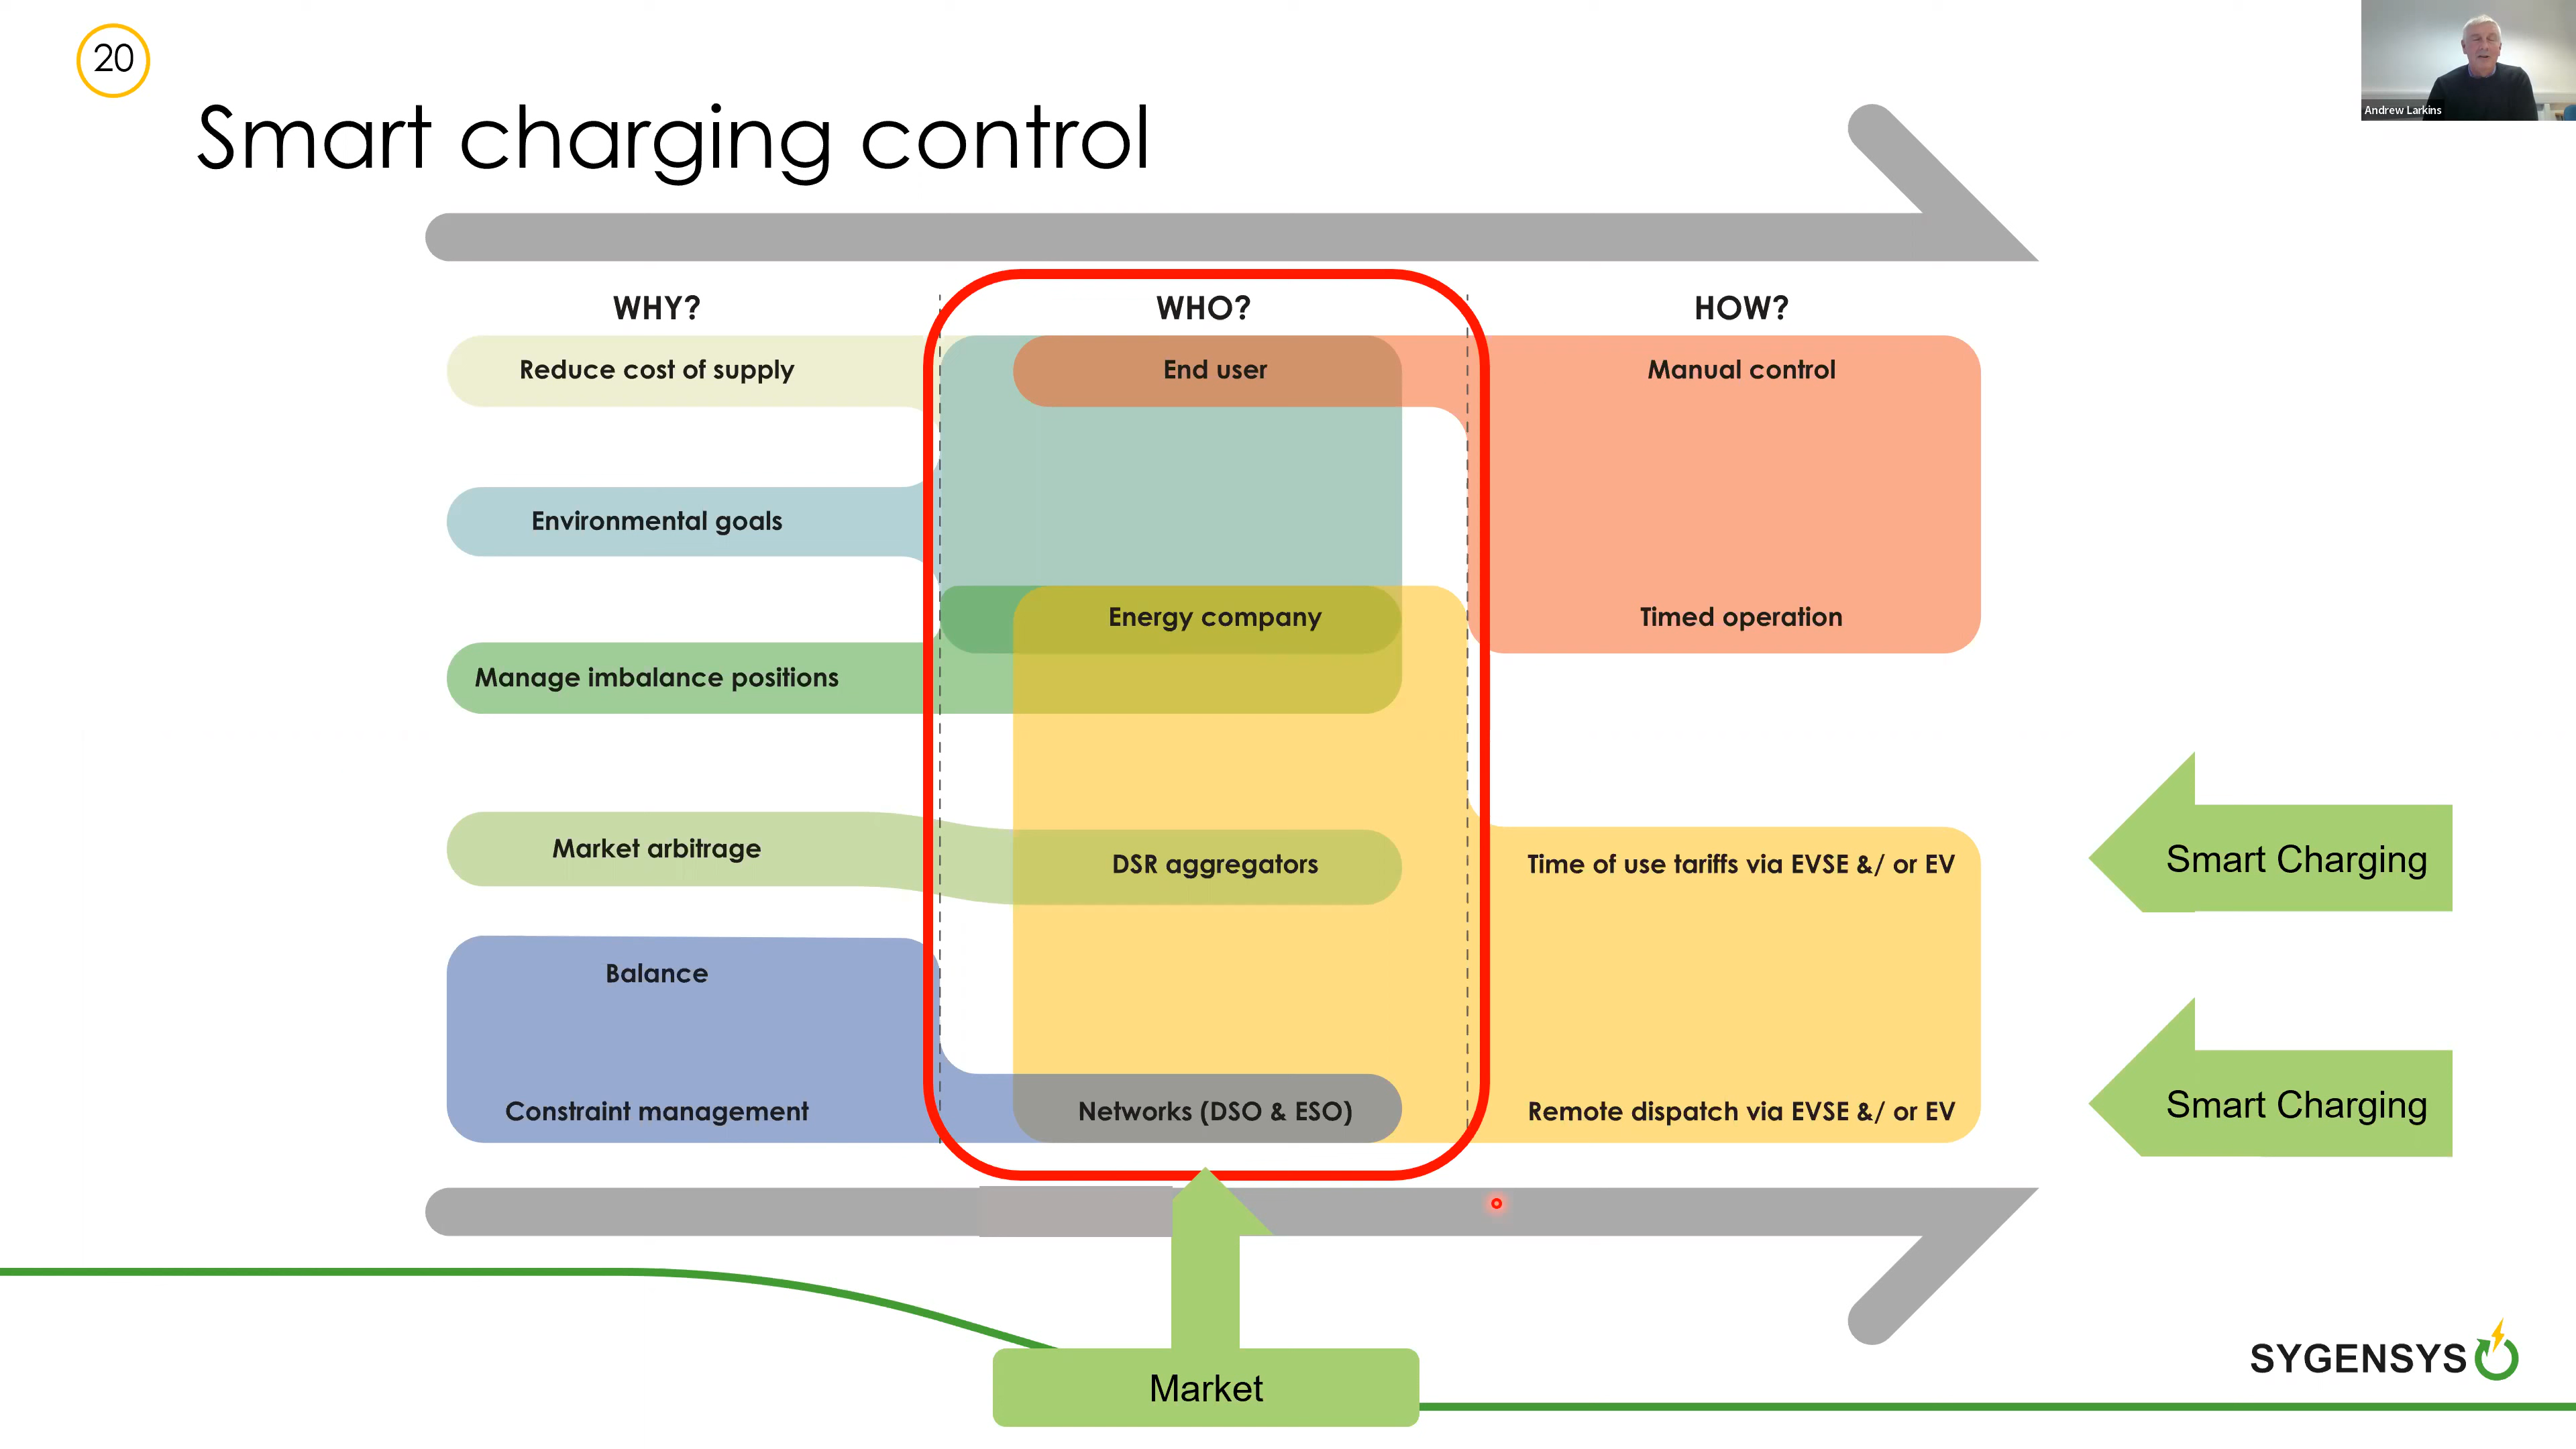 20
Smart charging control
Andrew Larkins
WHY?
WHO?
HOW?
Reduce cost of supply
End user
Manual control
Environmental goals
Energy company
Timed operation
Manage imbalance positions
Market arbitrage
DSR aggregators
Time of use tariffs via EVSE &/ or EV
Smart Charging
Balance
Constraint management
Networks (DSO & ESO)
Remote dispatch via EVSE &/ or EV
Smart Charging
Market
SYGENSYS